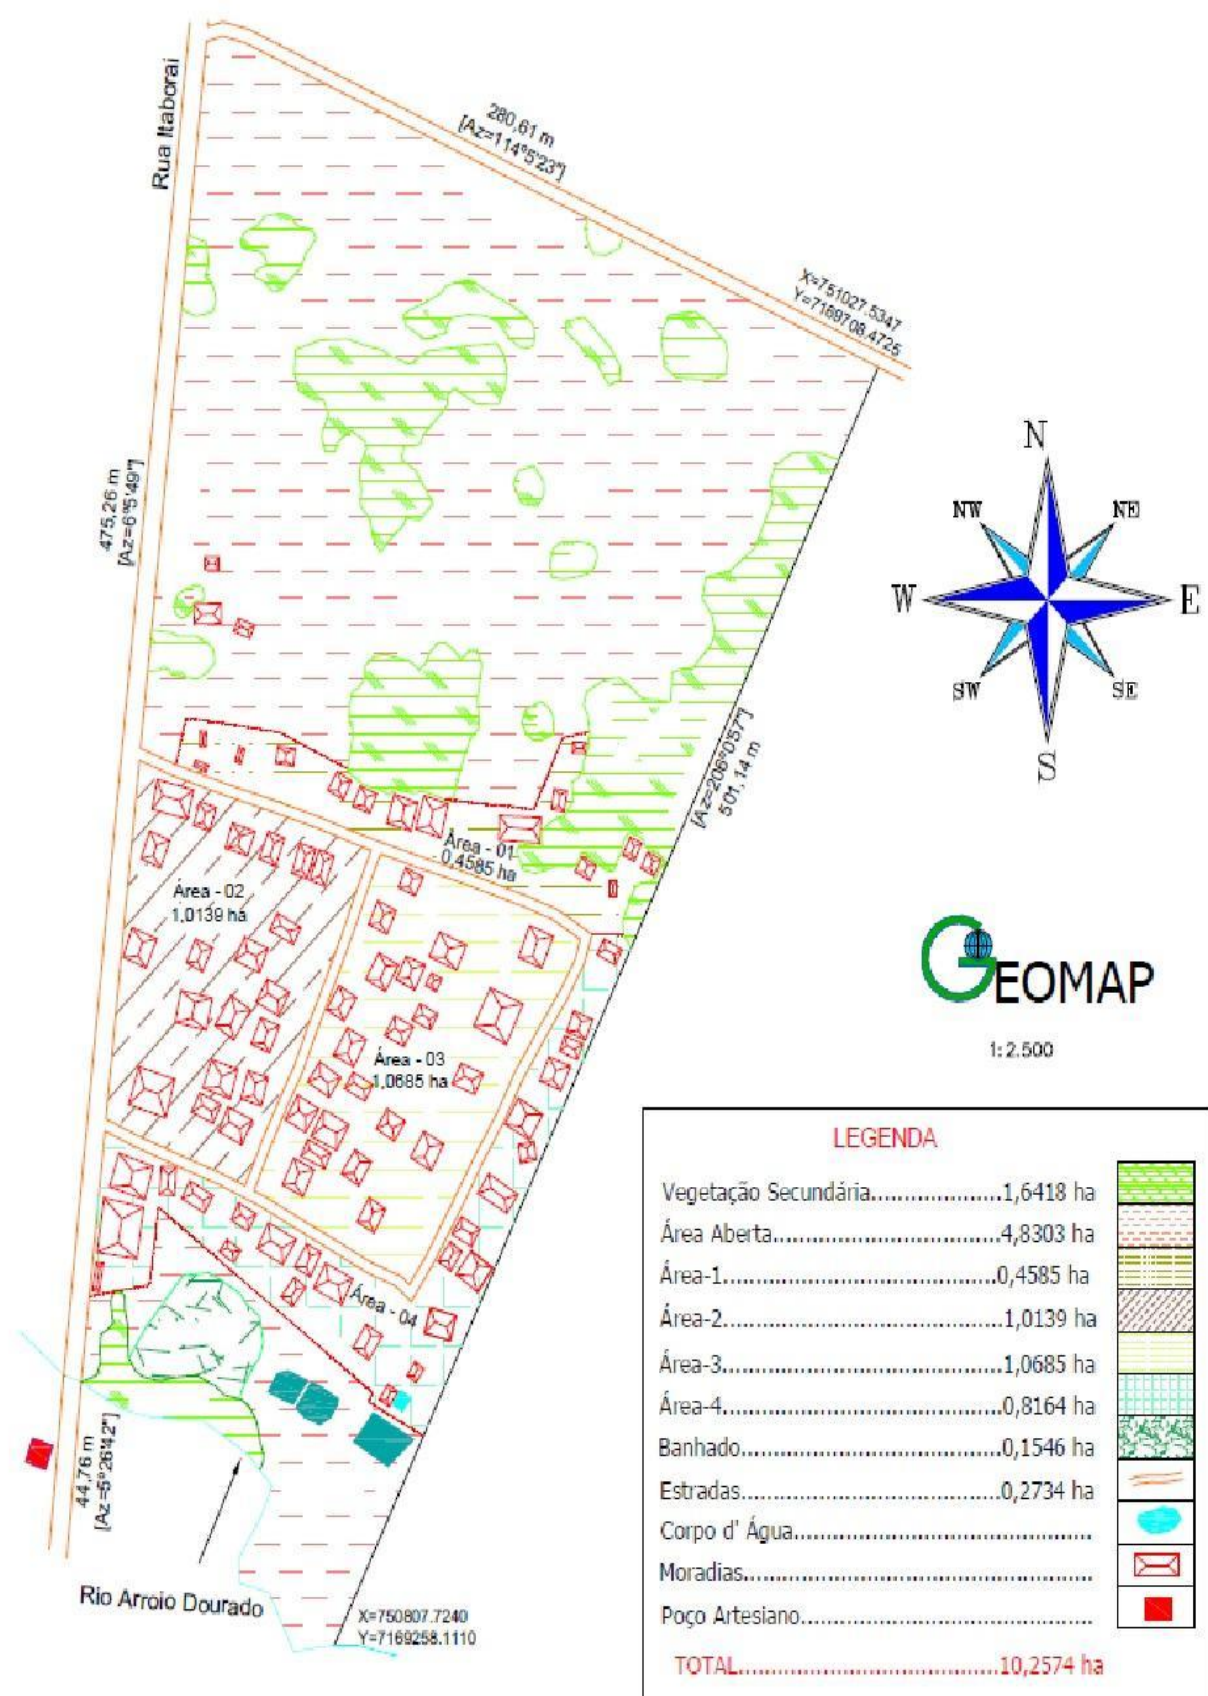 Rua Itaboraí
280,61 m
[Az=114°5'23"]
X=751027.5347
Y=7169708.4725
475,26 m
[Az=6°5'49"]
N
NW
NE
W
E
SW
SE
S
[Az=206°0'57"]
501,14 m
Área - 01
0,4585 ha
Área - 02
1,0139 ha
GEOMAP
1:2.500
Área - 03
1,0685 ha
Área - 04
LEGENDA
Vegetação Secundária....................1,6418 ha
Área Aberta...................................4,8303 ha
Área-1..........................................0,4585 ha
Área-2...........................................1,0139 ha
Área-3...........................................1,0685 ha
Área-4...........................................0,8164 ha
Banhado........................................0,1546 ha
Estradas........................................0,2734 ha
Corpo d' Água.............................................
Moradias.....................................................
Poço Artesiano............................................
TOTAL........................................10,2574 ha
44,76 m
[Az=5°26'42"]
Rio Arroio Dourado
X=750807.7240
Y=7169258.1110